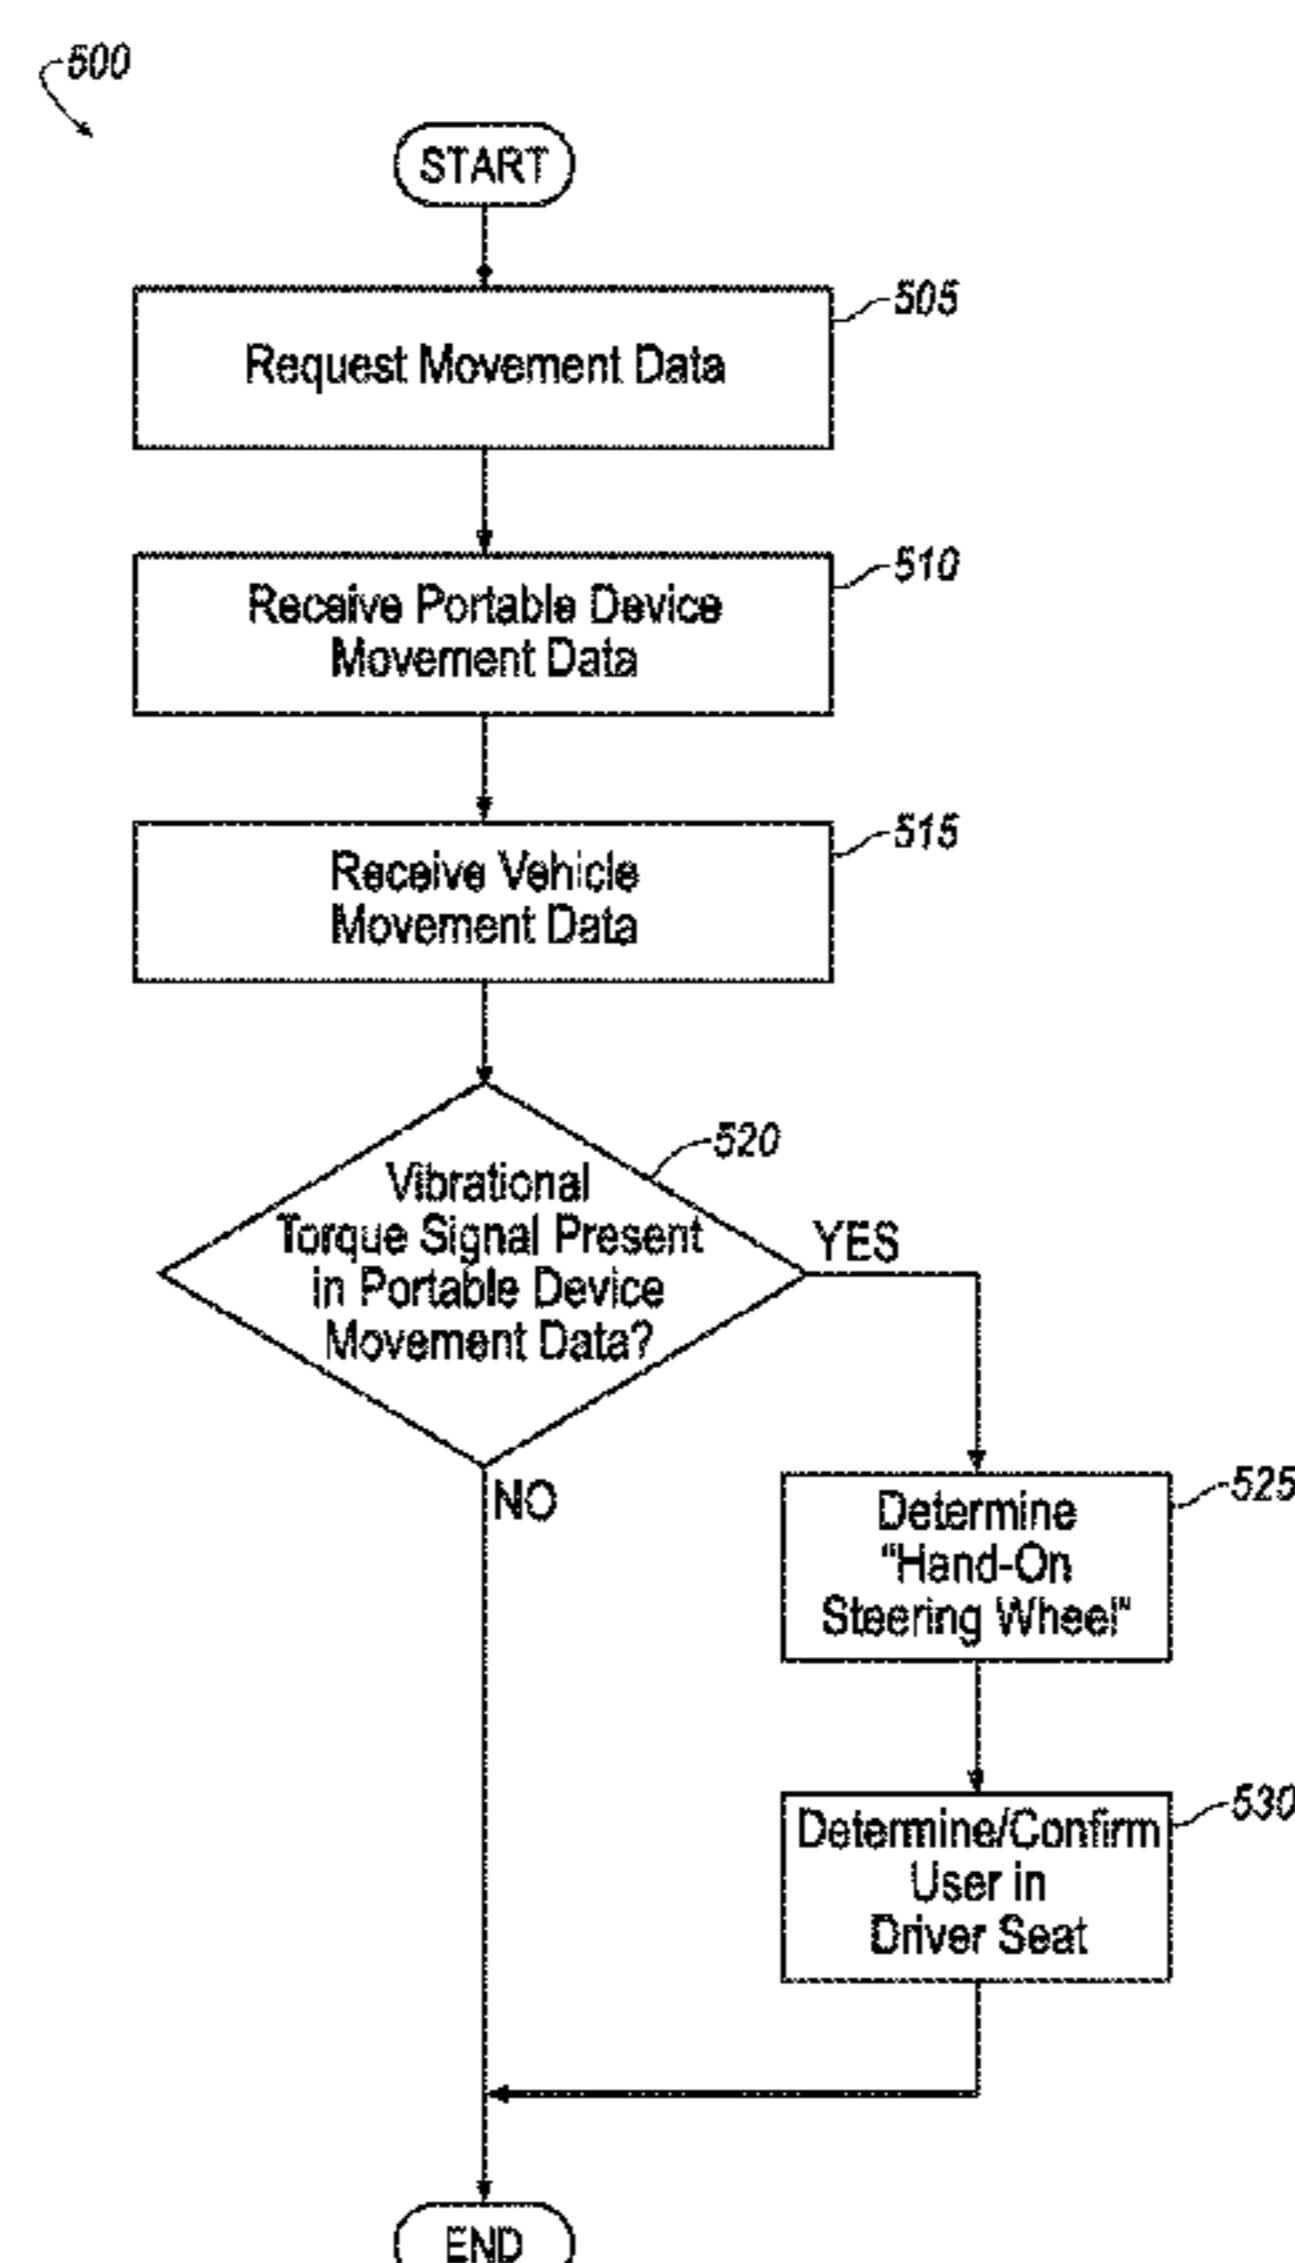 500
START
505
Request Movement Data
510
Receive Portable Device
Movement Data
515
Receive Vehicle
Movement Data
520
Vibrational
Torque Signal Present
in Portable Device
Movement Data?
YES
NO
525
Determine
"Hand-On
Steering Wheel"
530
Determine/Confirm
User in
Driver Seat
END